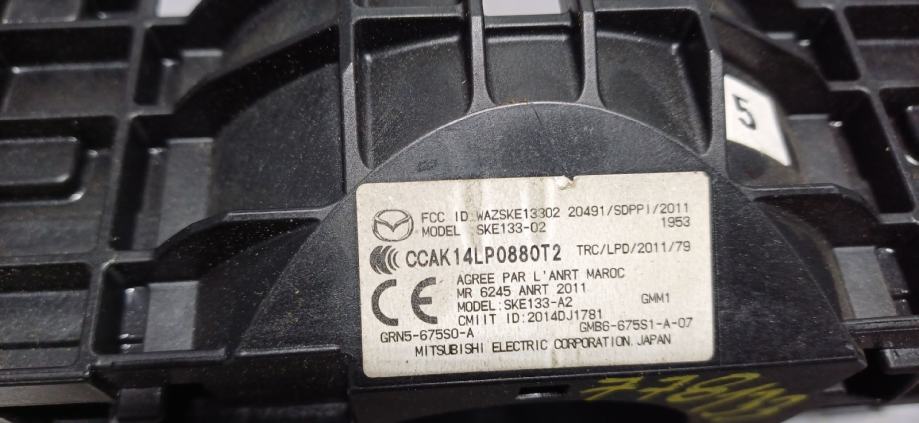 5
FCC ID:WAZSKE13302 20491/SDPPI/2011
MODEL SKE133-02 1953
CCAK14LP0880T2 TRC/LPD/2011/79
AGREE PAR L'ANRT MAROC
MR 6245 ANRT 2011
MODEL:SKE133-A2 GMM1
CMIIT ID:2014DJ1781
GRN5-675S0-A GMB6-675S1-A-07
MITSUBISHI ELECTRIC CORPORATION. JAPAN